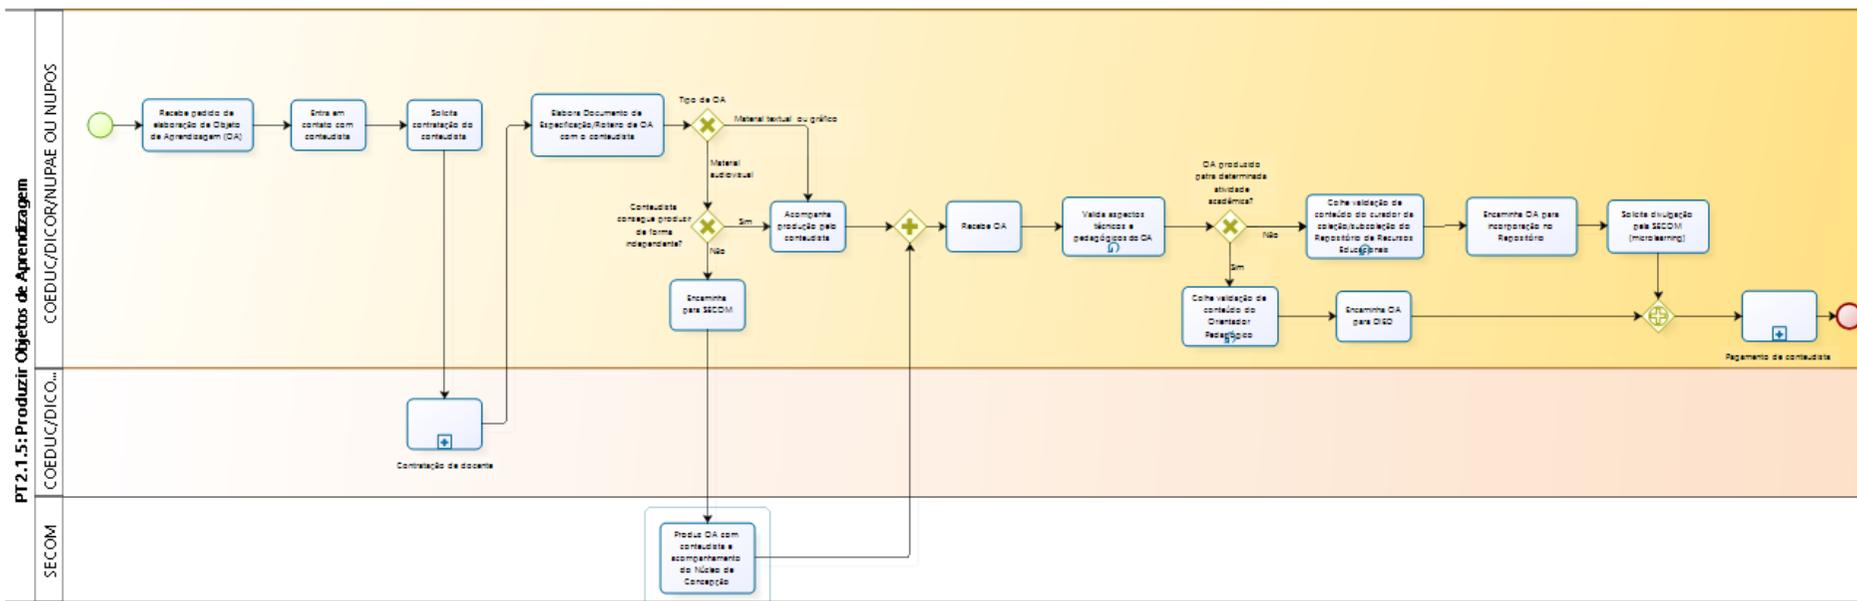 PT2.1.5: Produzir Objetos de Aprendizagem
COEDUC/DICOR/NUPAE OU NUPOS
Recebe pedido de
elaboração de Objeto
de Aprendizagem (OA)
Entra em
contato com
conteudista
Solicita
contratação do
conteudista
Elabora Documento de
Especificação/Roteiro de OA
com o conteudista
Tipo de OA
Material textual ou gráfico
Material
audiovisual
Conteudista
consegue produzir
de forma
independente?
Sim
Não
Acompanha
produção pelo
conteudista
Encaminha
para SECOM
Recebe OA
Valida aspectos
técnicos e
pedagógicos do OA
OA produzido
patra determinada
atividade
acadêmica?
Não
Sim
Colhe validação de
conteúdo do curador da
coleção/subcoleção do
Repositório de Recursos
Educacionais
Encaminha OA para
incorporação no
Repositório
Solicita divulgação
pela SECOM
(microlearning)
Colhe validação de
conteúdo do
Orientador
Pedagógico
Encaminha OA
para DIED
Pagamento de conteudista
COEDUC/DICO...
Contratação de docente
SECOM
Produz OA com
conteudista e
acompanhamento
do Núcleo de
Concepção